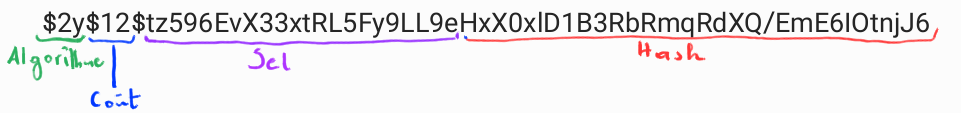 $2y$12$tz596EvX33xtRL5Fy9LL9eHxX0xlD1B3RbRmqRdXQ/EmE6IOtnjJ6
Algorithme Sel Hash
Coût